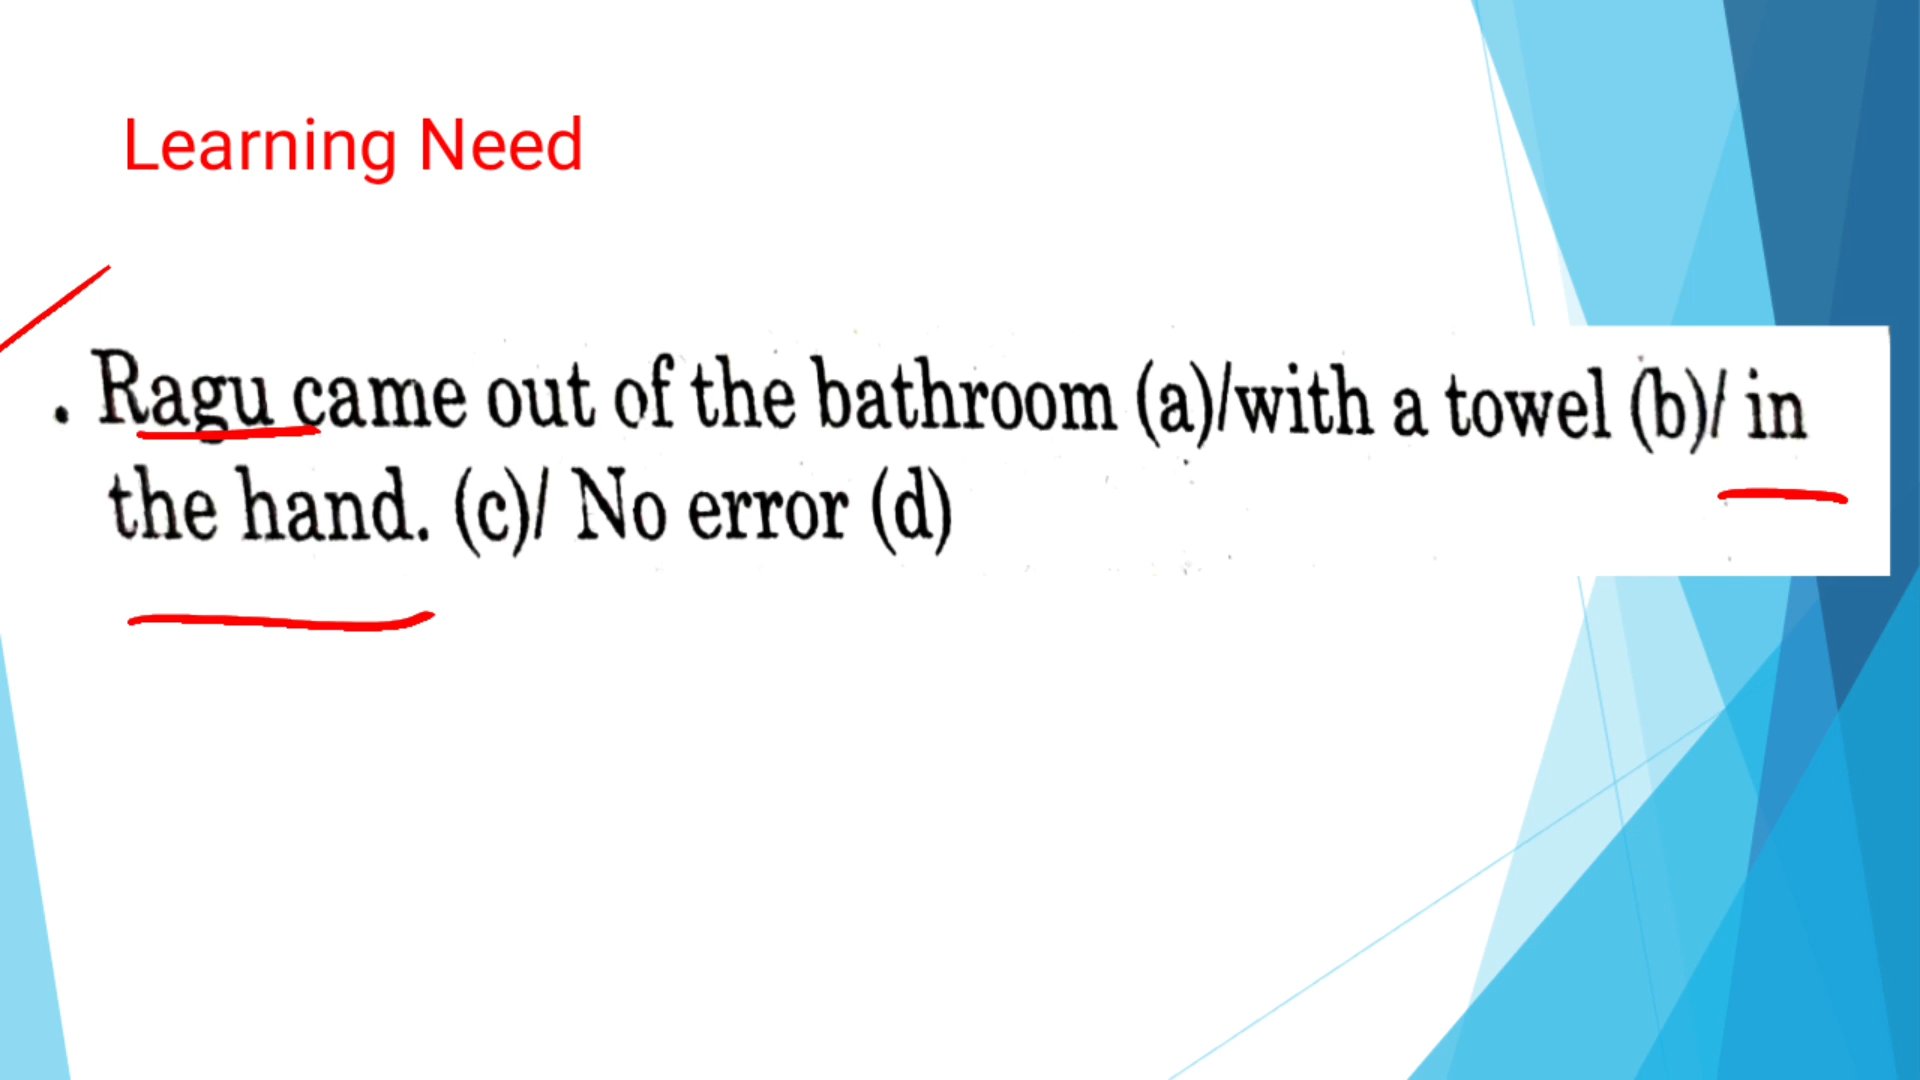 Learning Need
. Ragu came out of the bathroom (a)/with a towel (b)/ in
the hand. (c)/ No error (d)